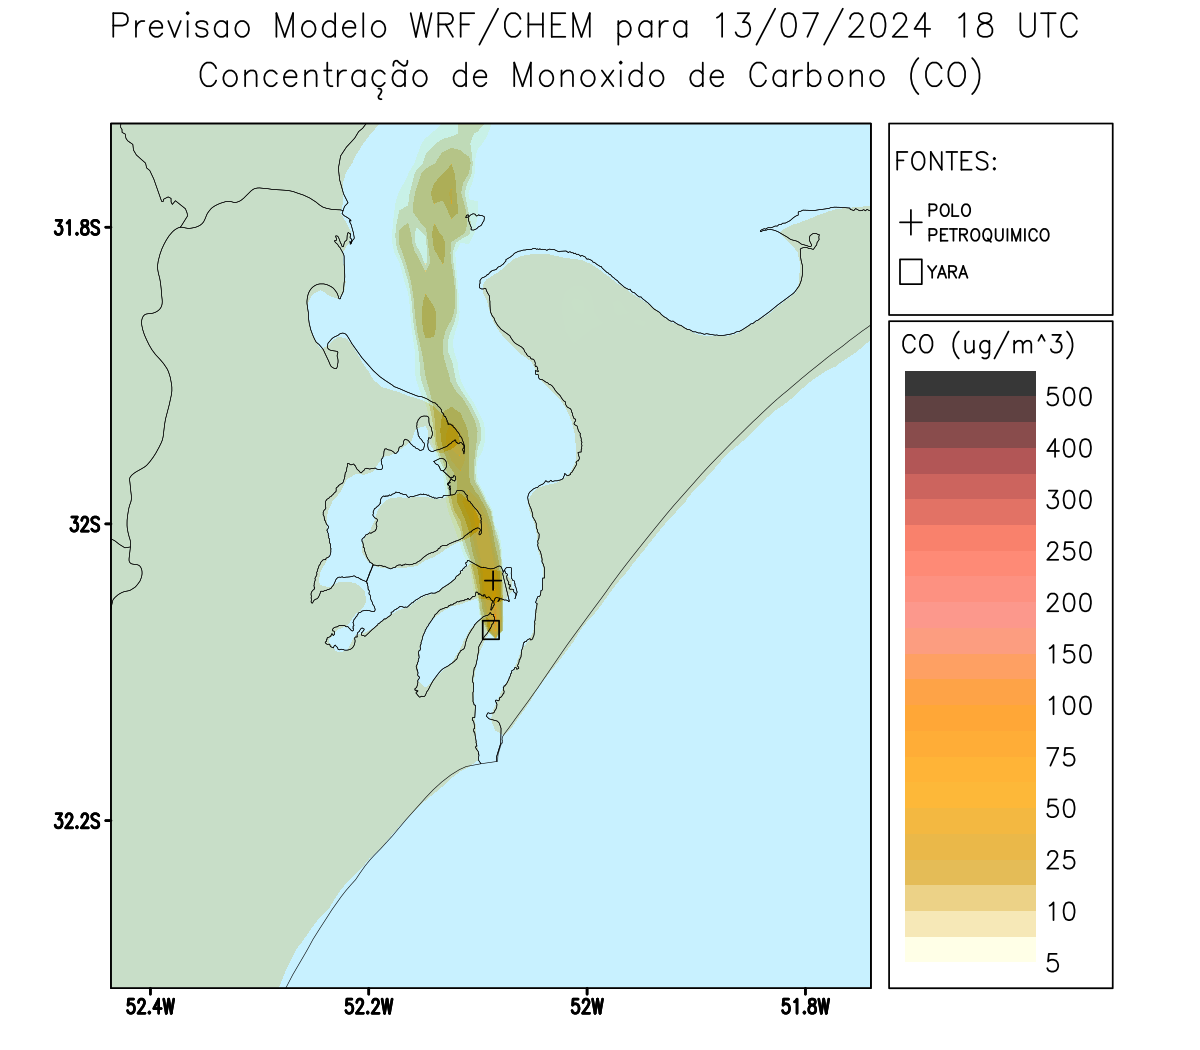 Previsao Modelo WRF/CHEM para 13/07/2024 18 UTC
Concentração de Monoxido de Carbono (CO)
FONTES:
POLO
PETROQUIMICO
YARA
31.8S
32S
32.2S
52.4W
52.2W
52W
51.8W
CO (ug/m^3)
500
400
300
250
200
150
100
75
50
25
10
5